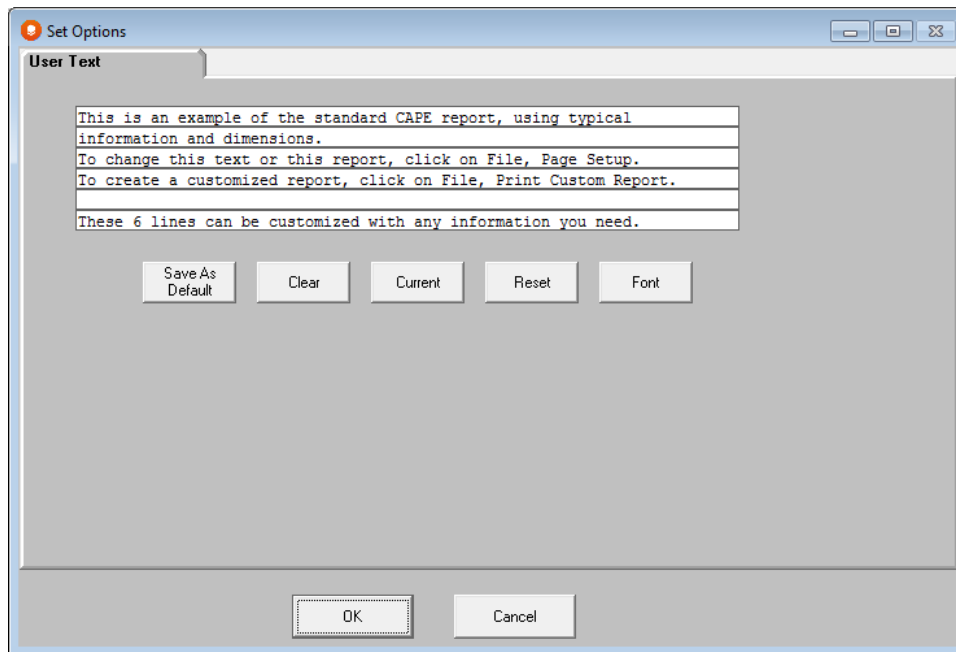 Set Options
User Text
This is an example of the standard CAPE report, using typical
information and dimensions.
To change this text or this report, click on File, Page Setup.
To create a customized report, click on File, Print Custom Report.
These 6 lines can be customized with any information you need.
Save As
Default
Clear
Current
Reset
Font
OK
Cancel